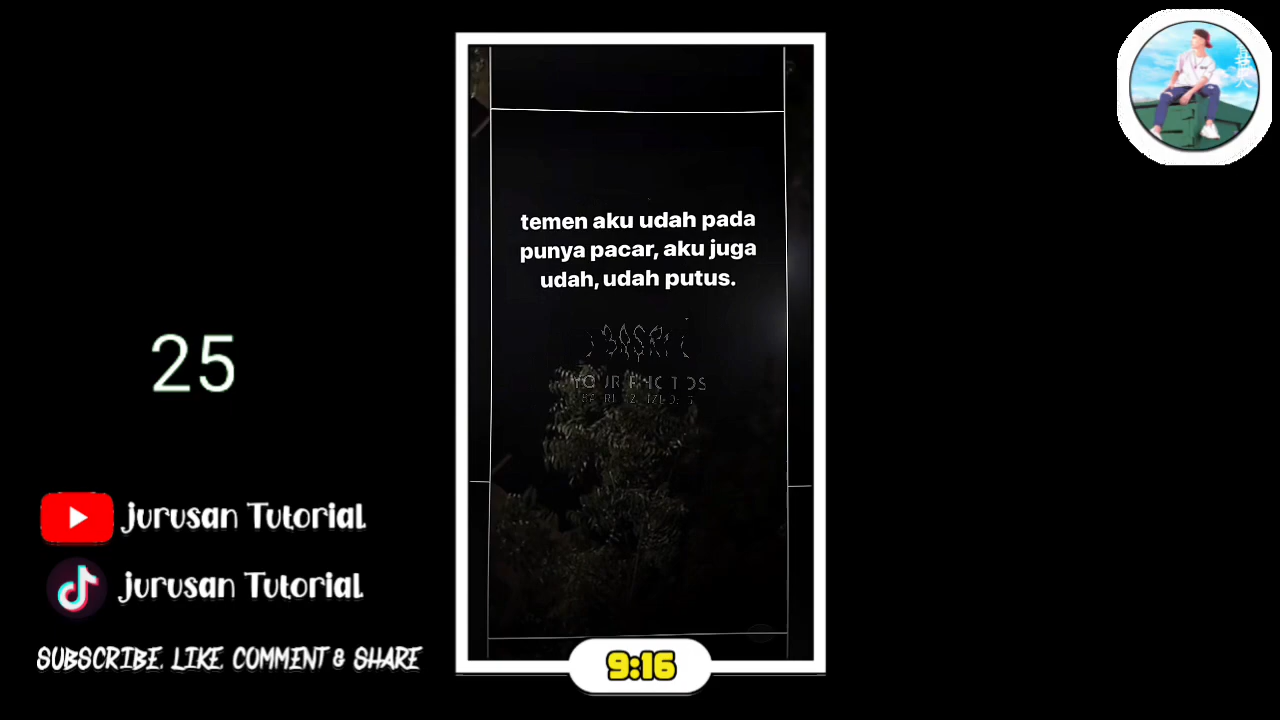 temen aku udah pada
punya pacar, aku juga
udah, udah putus.
25
jurusan Tutorial
jurusan Tutorial
SUBSCRIBE, LIKE, COMMENT & SHARE
9:16